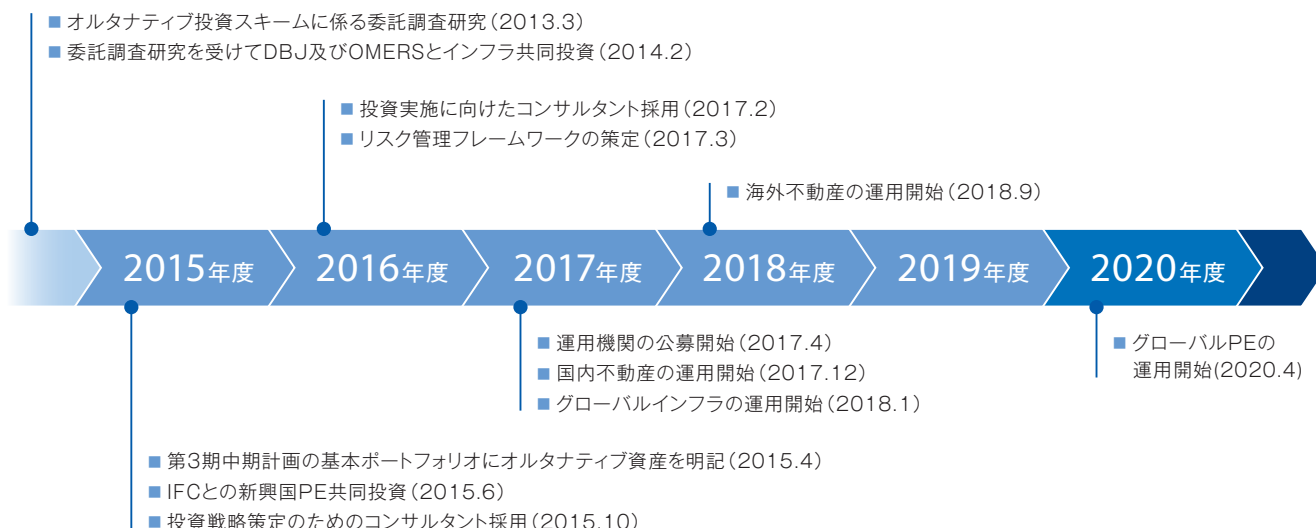 ■ オルタナティブ投資スキームに係る委託調査研究(2013.3)
■ 委託調査研究を受けてDBJ及びOMERSとインフラ共同投資(2014.2)
■ 投資実施に向けたコンサルタント採用(2017.2)
■ リスク管理フレームワークの策定(2017.3)
■ 海外不動産の運用開始(2018.9)
2015年度 2016年度 2017年度 2018年度 2019年度 2020年度
■ 運用機関の公募開始(2017.4)
■ 国内不動産の運用開始(2017.12)
■ グローバルインフラの運用開始(2018.1)
■ グローバルPEの
運用開始(2020.4)
■ 第3期中期計画の基本ポートフォリオにオルタナティブ資産を明記(2015.4)
■ IFCとの新興国PE共同投資(2015.6)
■ 投資戦略策定のためのコンサルタント採用(2015.10)